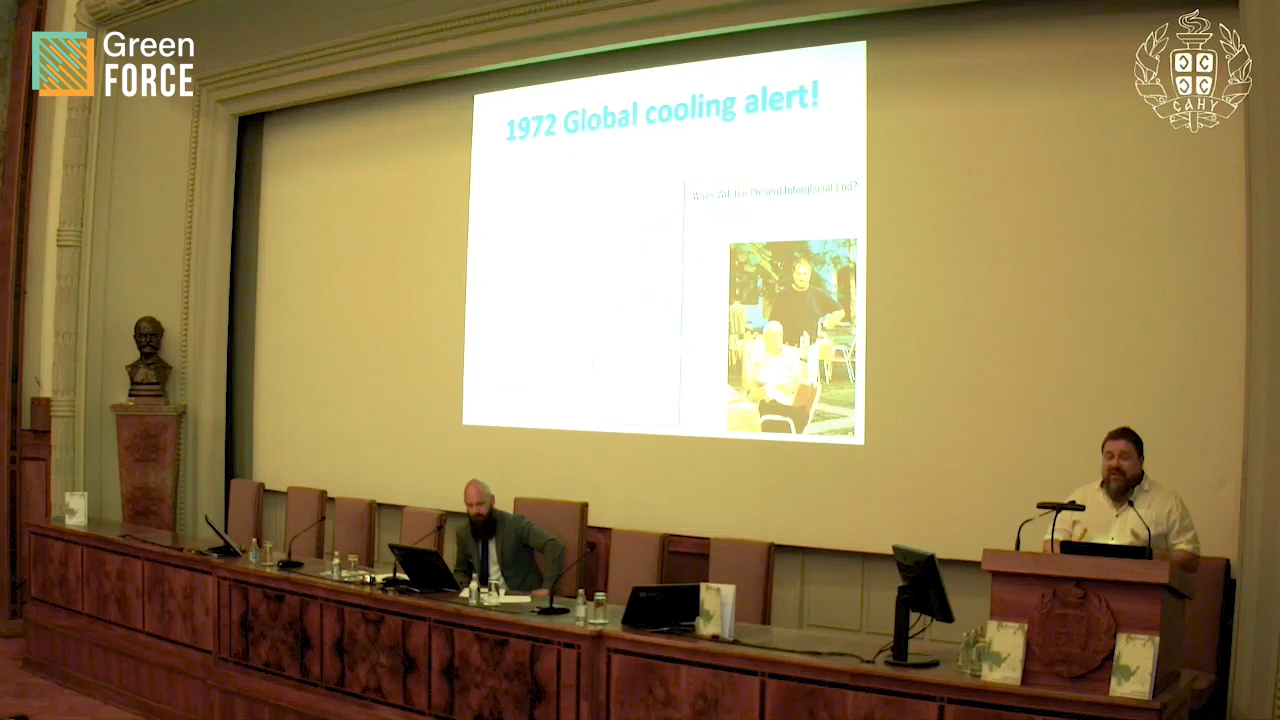 Green
FORCE
САНУ
1972 Global cooling alert!
When Will the Present Interglacial End?